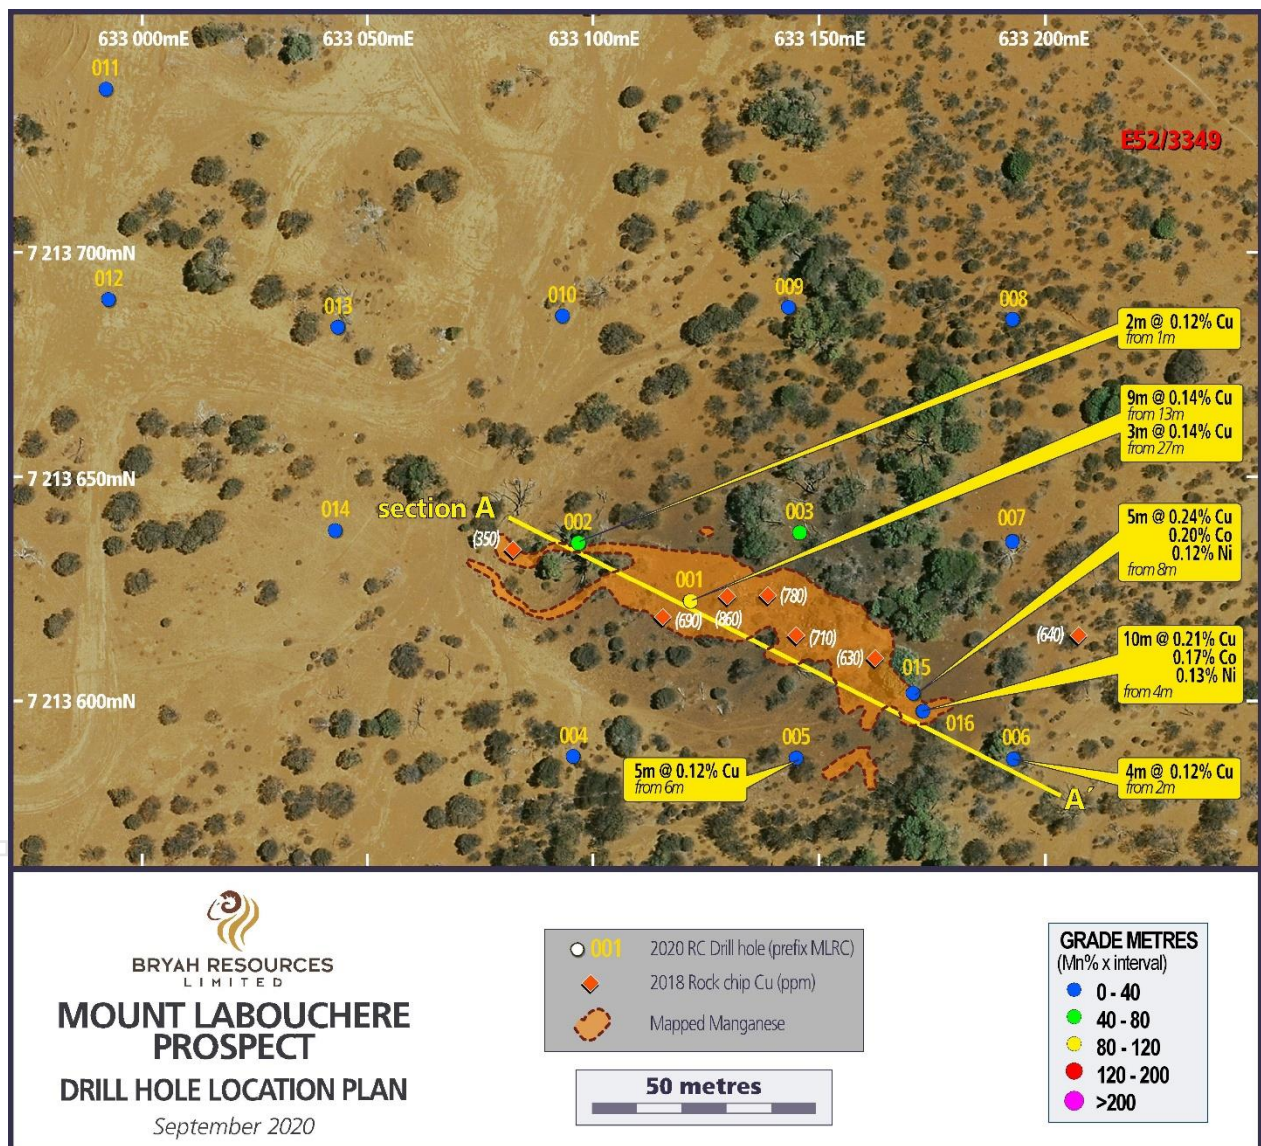 633 000mE 633 050mE 633 100mE 633 150mE 633 200mE
011
E52/3349
7 213 700mN
012
013
010
009
008
2m @ 0.12% Cu
from 1m
9m @ 0.14% Cu
from 13m
3m @ 0.14% Cu
from 27m
7 213 650mN
section A
014
(350)
002
003
007
5m @ 0.24% Cu
0.20% Co
0.12% Ni
from 8m
001
(690)
(860)
(780)
(710)
(630)
(640)
015
10m @ 0.21% Cu
0.17% Co
0.13% Ni
from 4m
7 213 600mN
016
004
005
006
5m @ 0.12% Cu
from 6m
4m @ 0.12% Cu
from 2m
A´
BRYAH RESOURCES
LIMITED
MOUNT LABOUCHERE
PROSPECT
DRILL HOLE LOCATION PLAN
September 2020
001 2020 RC Drill hole (prefix MLRC)
2018 Rock chip Cu (ppm)
Mapped Manganese
50 metres
GRADE METRES
(Mn% x interval)
0 - 40
40 - 80
80 - 120
120 - 200
>200